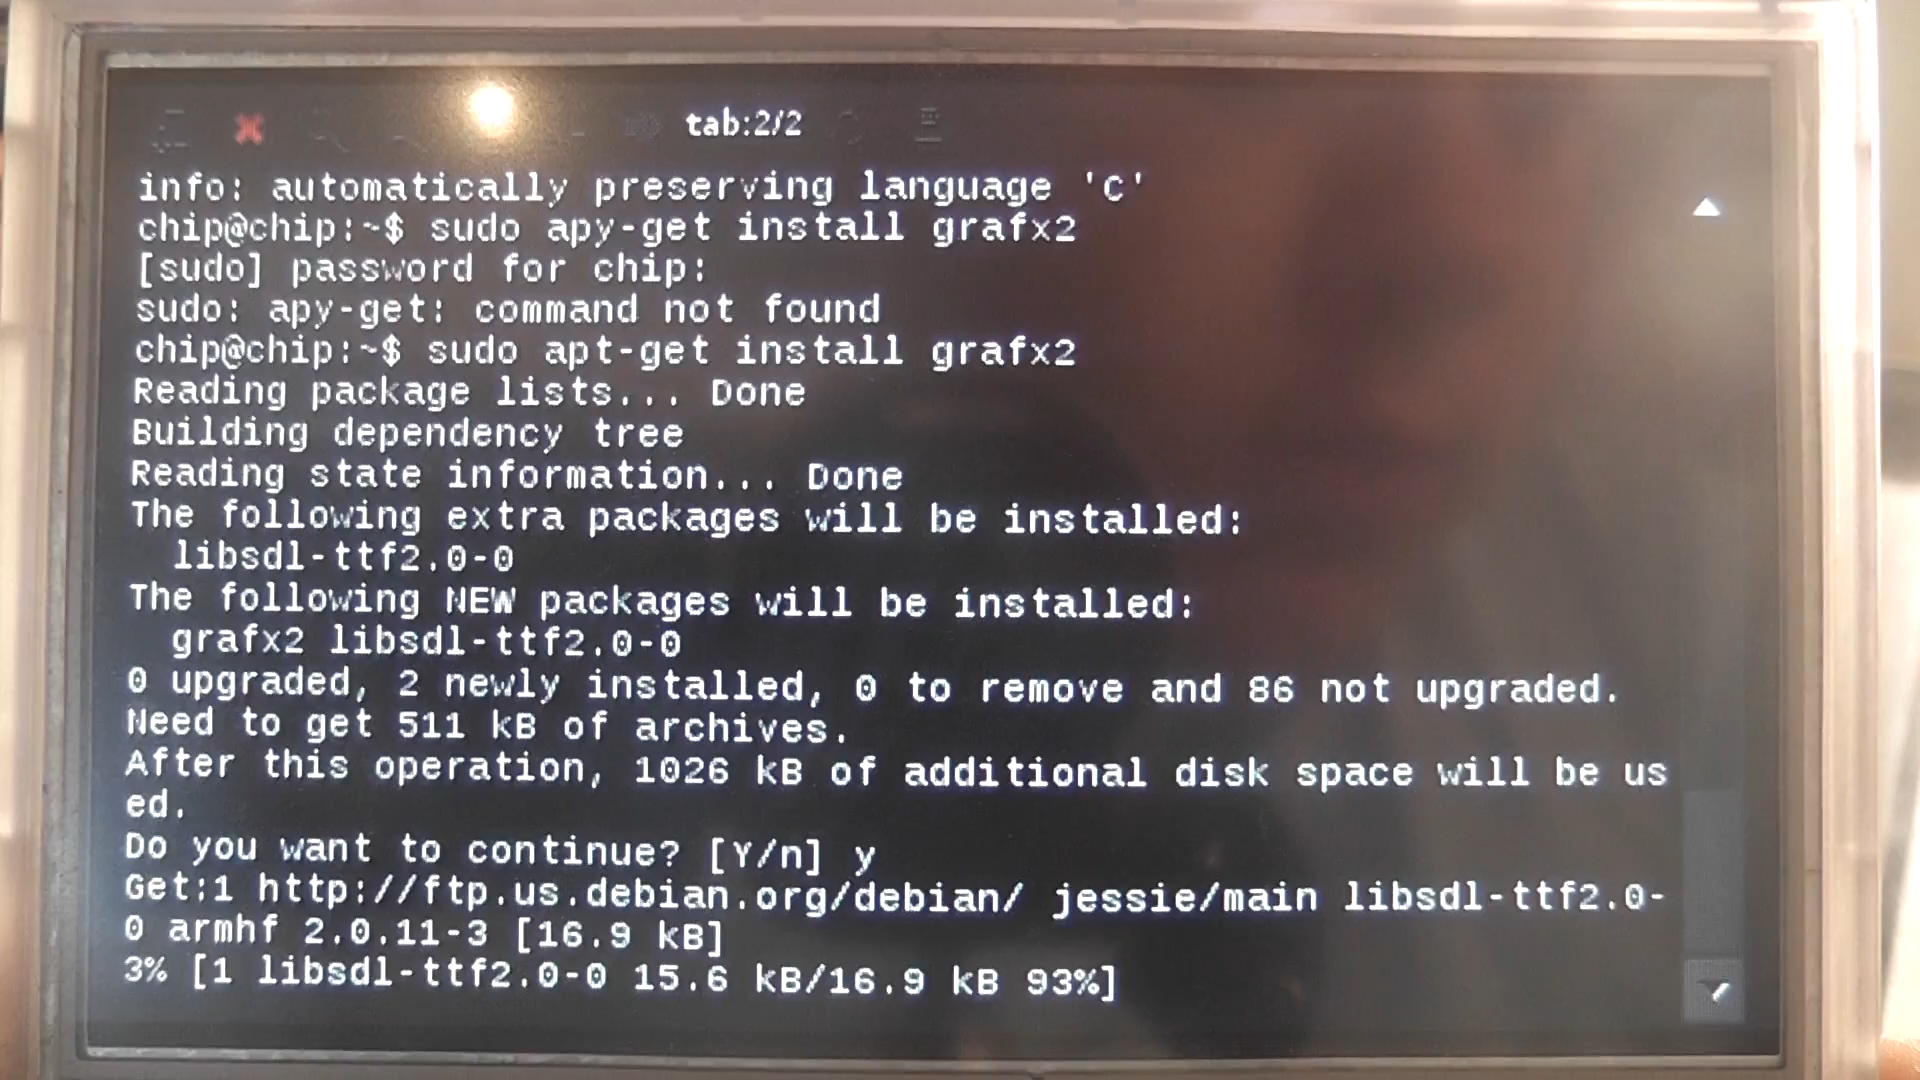 tab:2/2
info: automatically preserving language 'C'
chip@chip:~$ sudo apy-get install grafx2
[sudo] password for chip:
sudo: apy-get: command not found
chip@chip:~$ sudo apt-get install grafx2
Reading package lists... Done
Building dependency tree
Reading state information... Done
The following extra packages will be installed:
  libsdl-ttf2.0-0
The following NEW packages will be installed:
  grafx2 libsdl-ttf2.0-0
0 upgraded, 2 newly installed, 0 to remove and 86 not upgraded.
Need to get 511 kB of archives.
After this operation, 1026 kB of additional disk space will be us
ed.
Do you want to continue? [Y/n] y
Get:1 http://ftp.us.debian.org/debian/ jessie/main libsdl-ttf2.0-
0 armhf 2.0.11-3 [16.9 kB]
3% [1 libsdl-ttf2.0-0 15.6 kB/16.9 kB 93%]